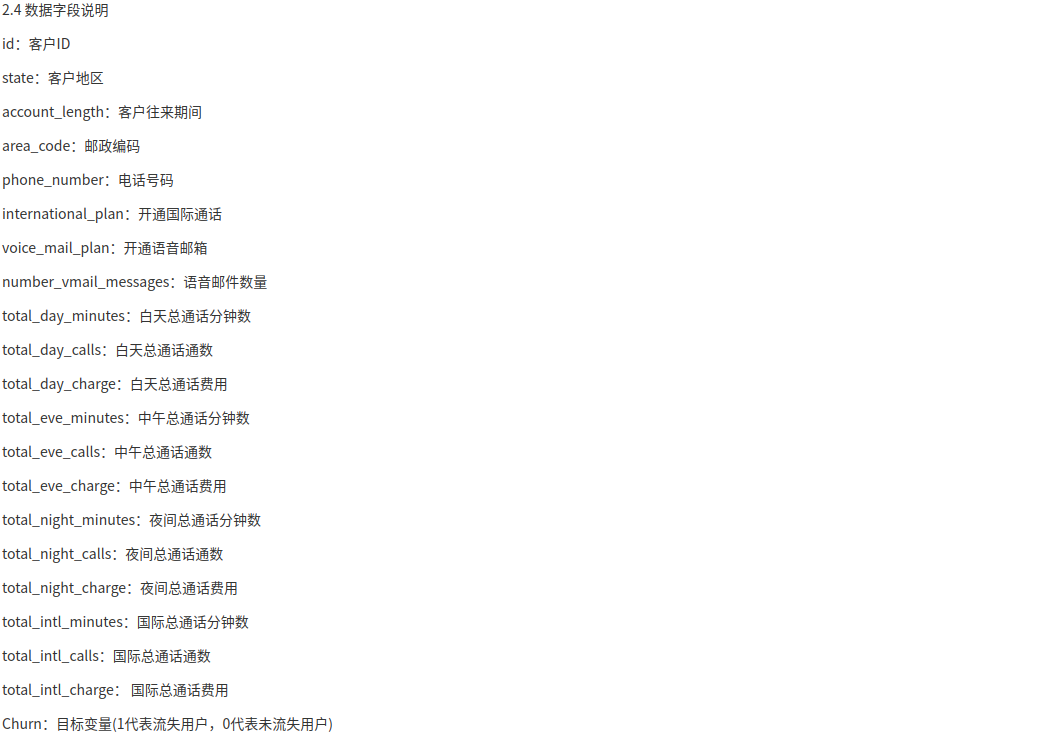 2.4 数据字段说明
id：客户ID
state：客户地区
account_length：客户往来期间
area_code：邮政编码
phone_number：电话号码
international_plan：开通国际通话
voice_mail_plan：开通语音邮箱
number_vmail_messages：语音邮件数量
total_day_minutes：白天总通话分钟数
total_day_calls：白天总通话通数
total_day_charge：白天总通话费用
total_eve_minutes：中午总通话分钟数
total_eve_calls：中午总通话通数
total_eve_charge：中午总通话费用
total_night_minutes：夜间总通话分钟数
total_night_calls：夜间总通话通数
total_night_charge：夜间总通话费用
total_intl_minutes：国际总通话分钟数
total_intl_calls：国际总通话通数
total_intl_charge： 国际总通话费用
Churn：目标变量(1代表流失用户，0代表未流失用户)